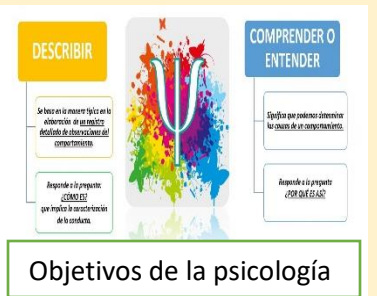 DESCRIBIR
Se basa en la manera típica en la
elaboración de un registro
detallado de observaciones del
comportamiento.
Responde a la pregunta:
¿CÓMO ES?
que implica la caracterización
de la conducta.
Ψ
COMPRENDER O
ENTENDER
Significa que podemos determinar
las causas de un comportamiento.
Responde a la pregunta
¿POR QUÉ ES ASÍ?
Objetivos de la psicología